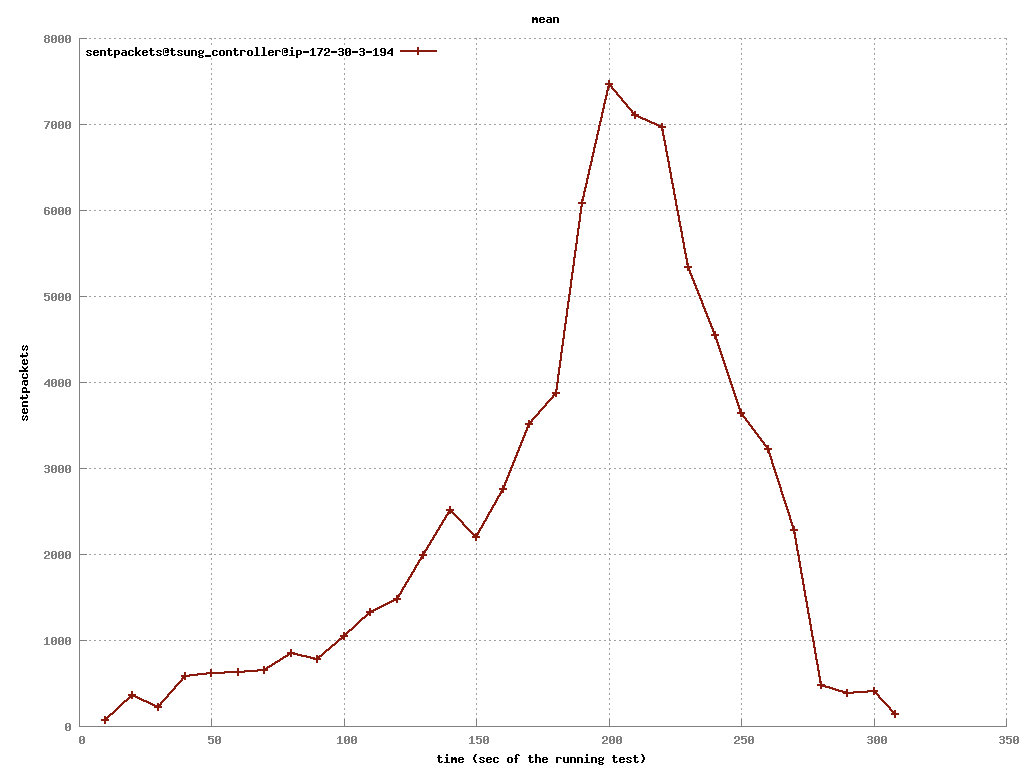 mean
sentpackets@tsung_controller@ip-172-30-3-194
8000
7000
6000
5000
4000
3000
2000
1000
0
sentpackets
0 50 100 150 200 250 300 350
time (sec of the running test)